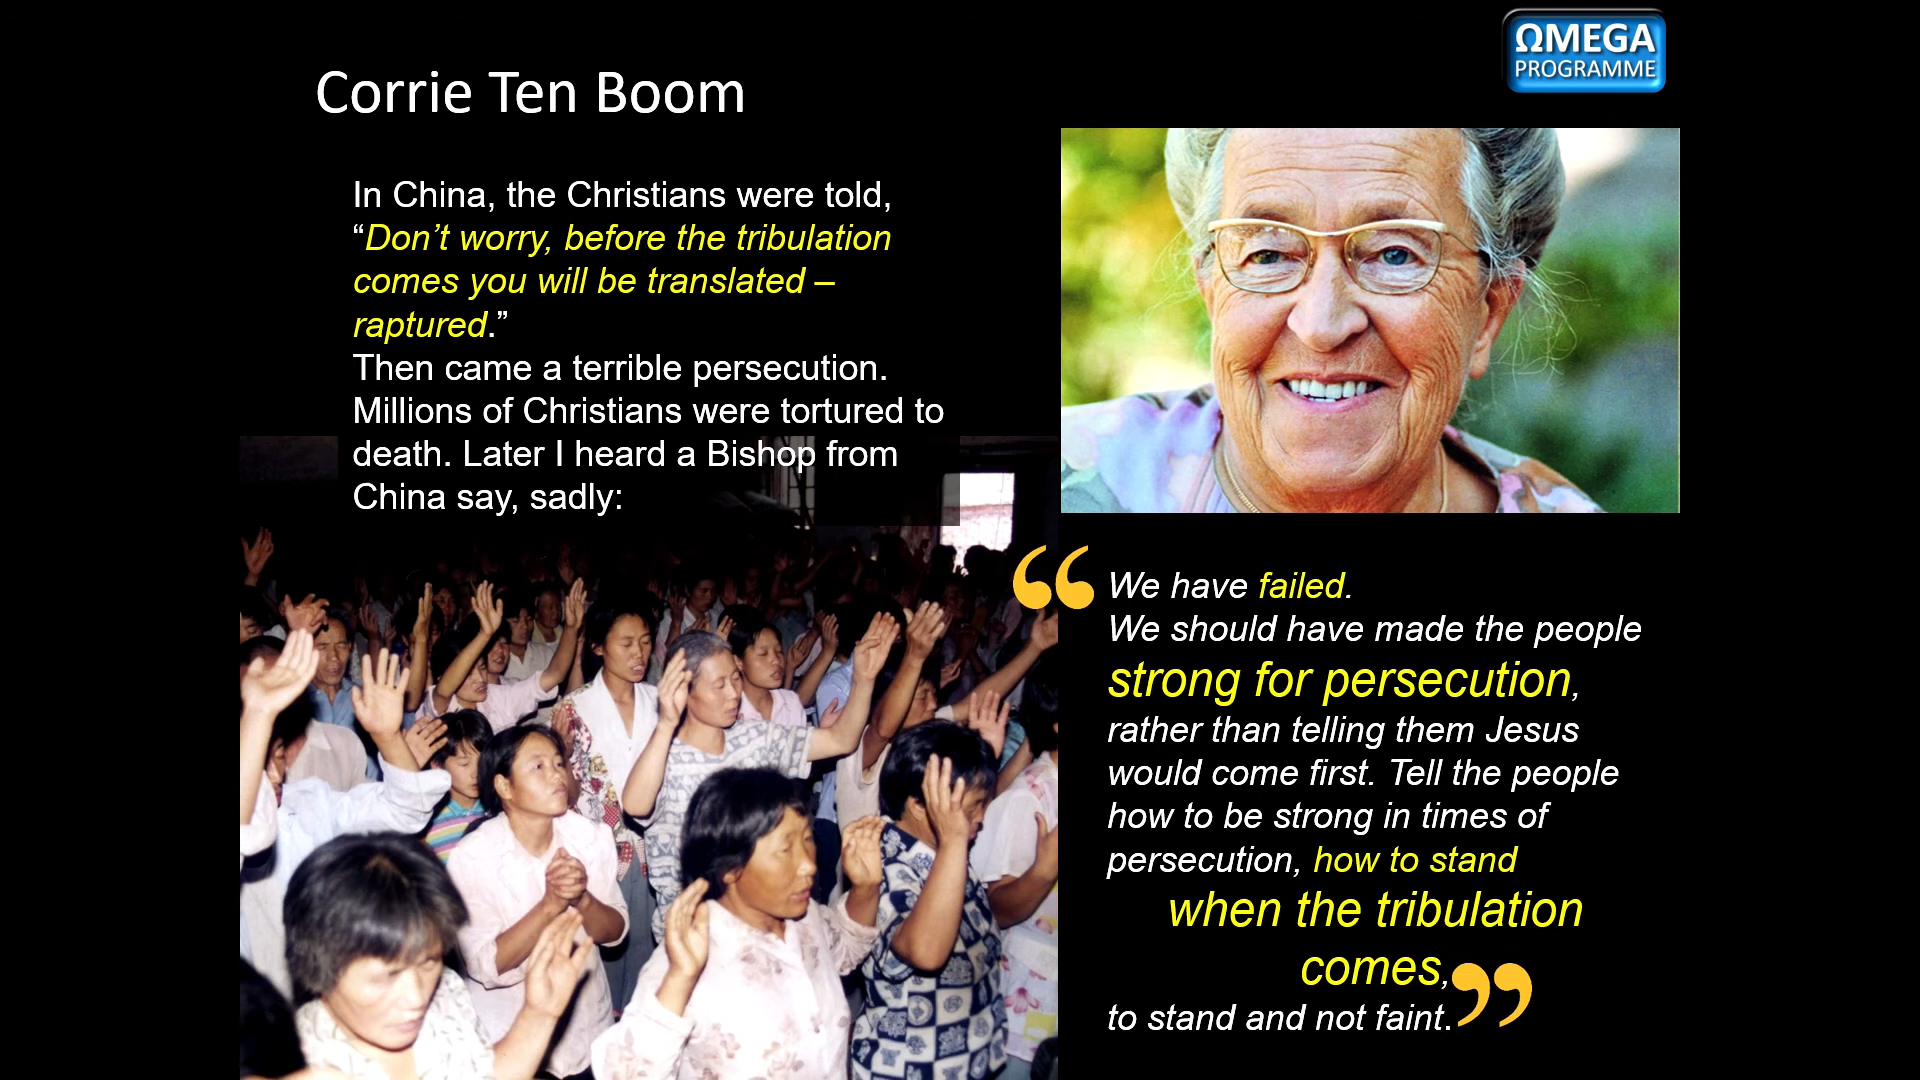 ΩMEGA
PROGRAMME
Corrie Ten Boom
In China, the Christians were told,
“Don’t worry, before the tribulation
comes you will be translated –
raptured.”
Then came a terrible persecution.
Millions of Christians were tortured to
death. Later I heard a Bishop from
China say, sadly:
“We have failed.
We should have made the people
strong for persecution,
rather than telling them Jesus
would come first. Tell the people
how to be strong in times of
persecution, how to stand
when the tribulation
comes,
to stand and not faint.”